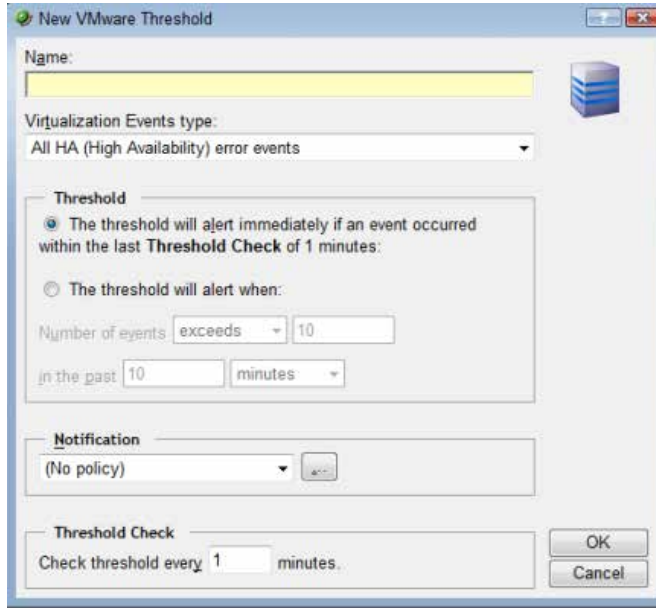 New VMware Threshold
Name:
Virtualization Events type:
All HA (High Availability) error events
Threshold
The threshold will alert immediately if an event occurred
within the last Threshold Check of 1 minutes:
The threshold will alert when:
Number of events exceeds 10
in the past 10 minutes
Notification
(No policy) ...
Threshold Check
Check threshold every 1 minutes.
OK
Cancel